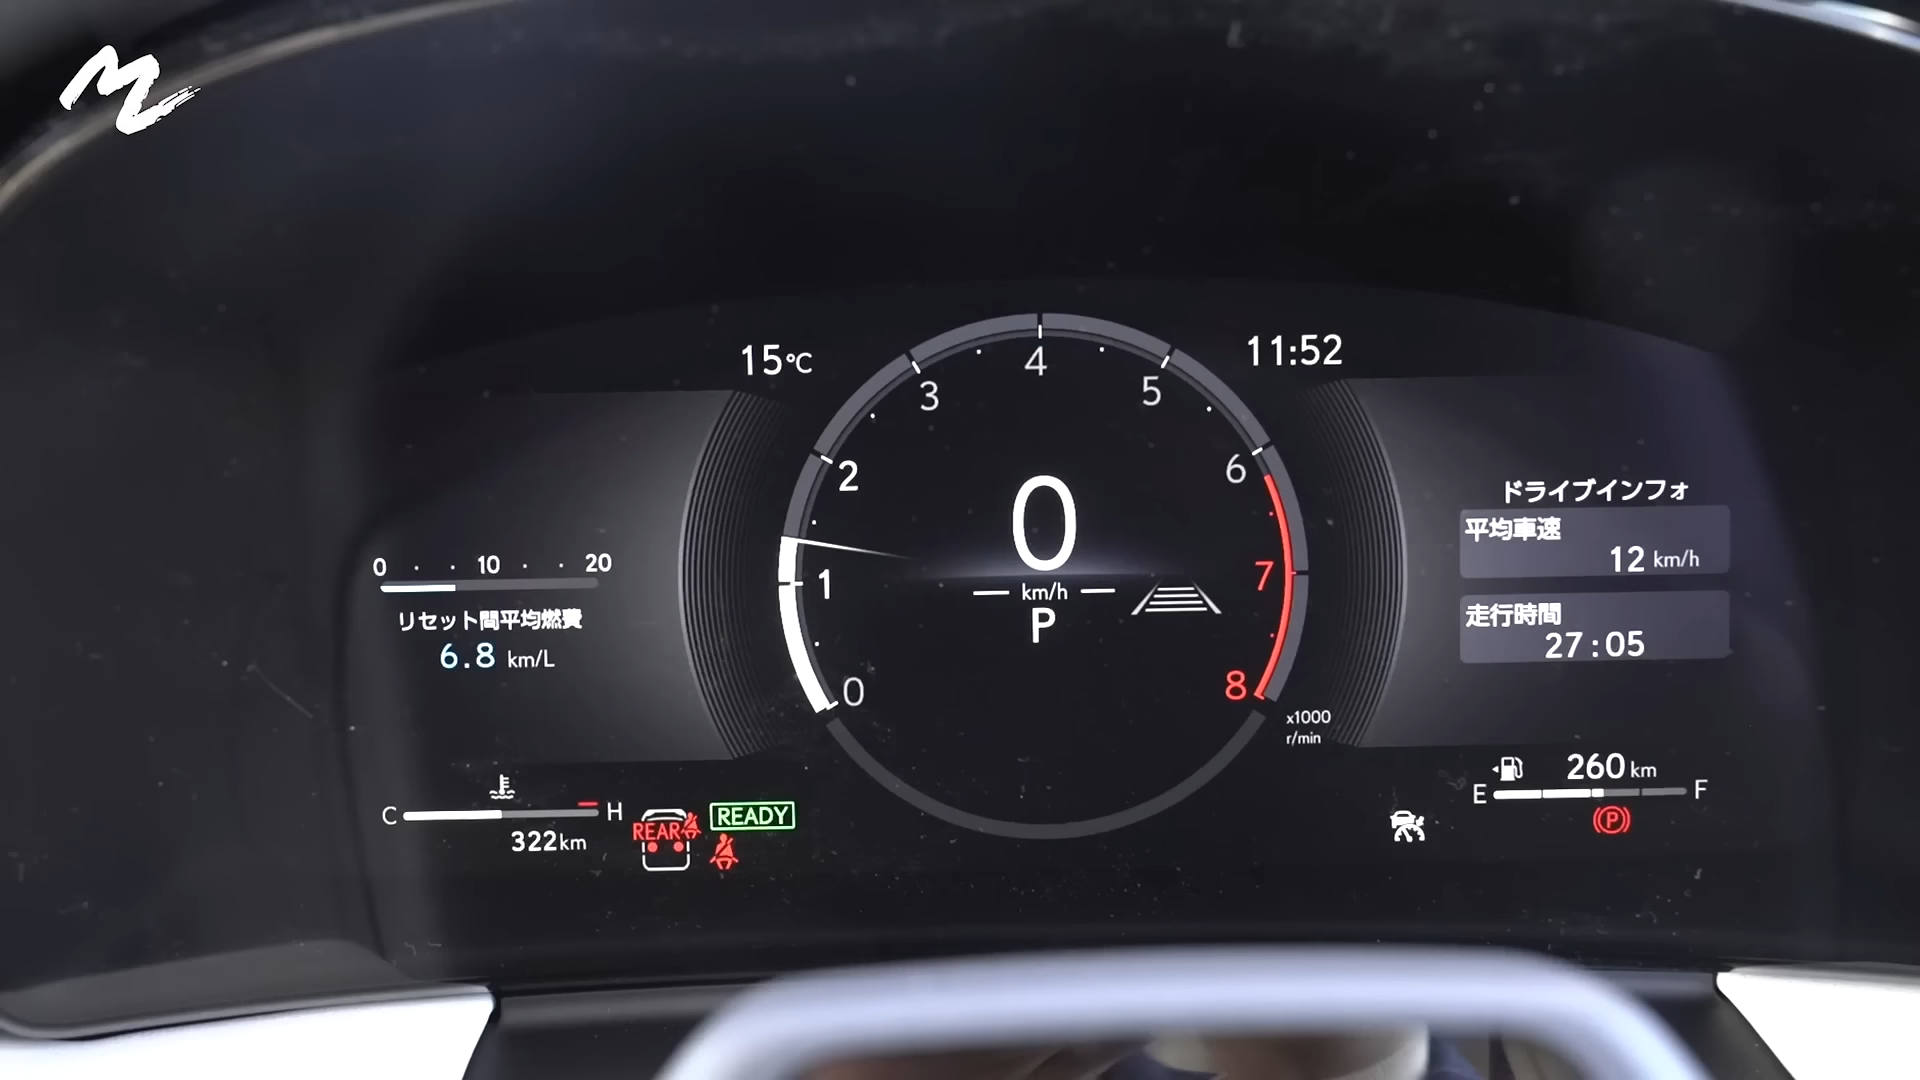 15℃
11:52
4
3
5
2
6
0
ドライブインフォ
平均車速
12 km/h
0 10 20
1
km/h
7
リセット間平均燃費
P
走行時間
6.8 km/L
27:05
0
8
x1000
r/min
260 km
E F
C H
REAR
READY
P
322km